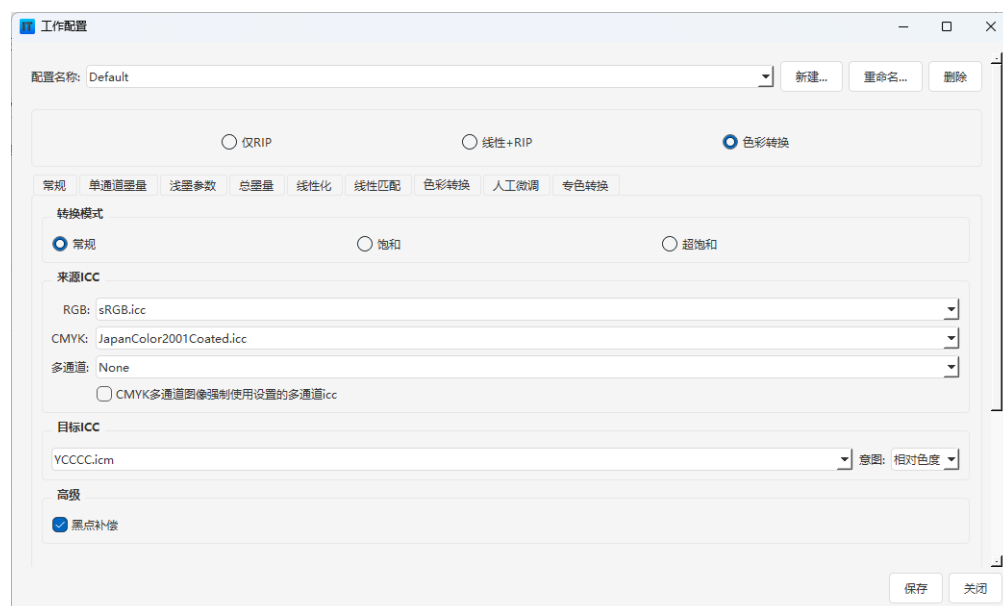 工作配置
配置名称: Default 新建... 重命名... 删除
仅RIP 线性+RIP 色彩转换
常规 单通道墨量 浅墨参数 总墨量 线性化 线性匹配 色彩转换 人工微调 专色转换
转换模式
常规 饱和 超饱和
来源ICC
RGB: sRGB.icc
CMYK: JapanColor2001Coated.icc
多通道: None
CMYK多通道图像强制使用设置的多通道icc
目标ICC
YCCCC.icm 意图: 相对色度
高级
黑点补偿
保存 关闭